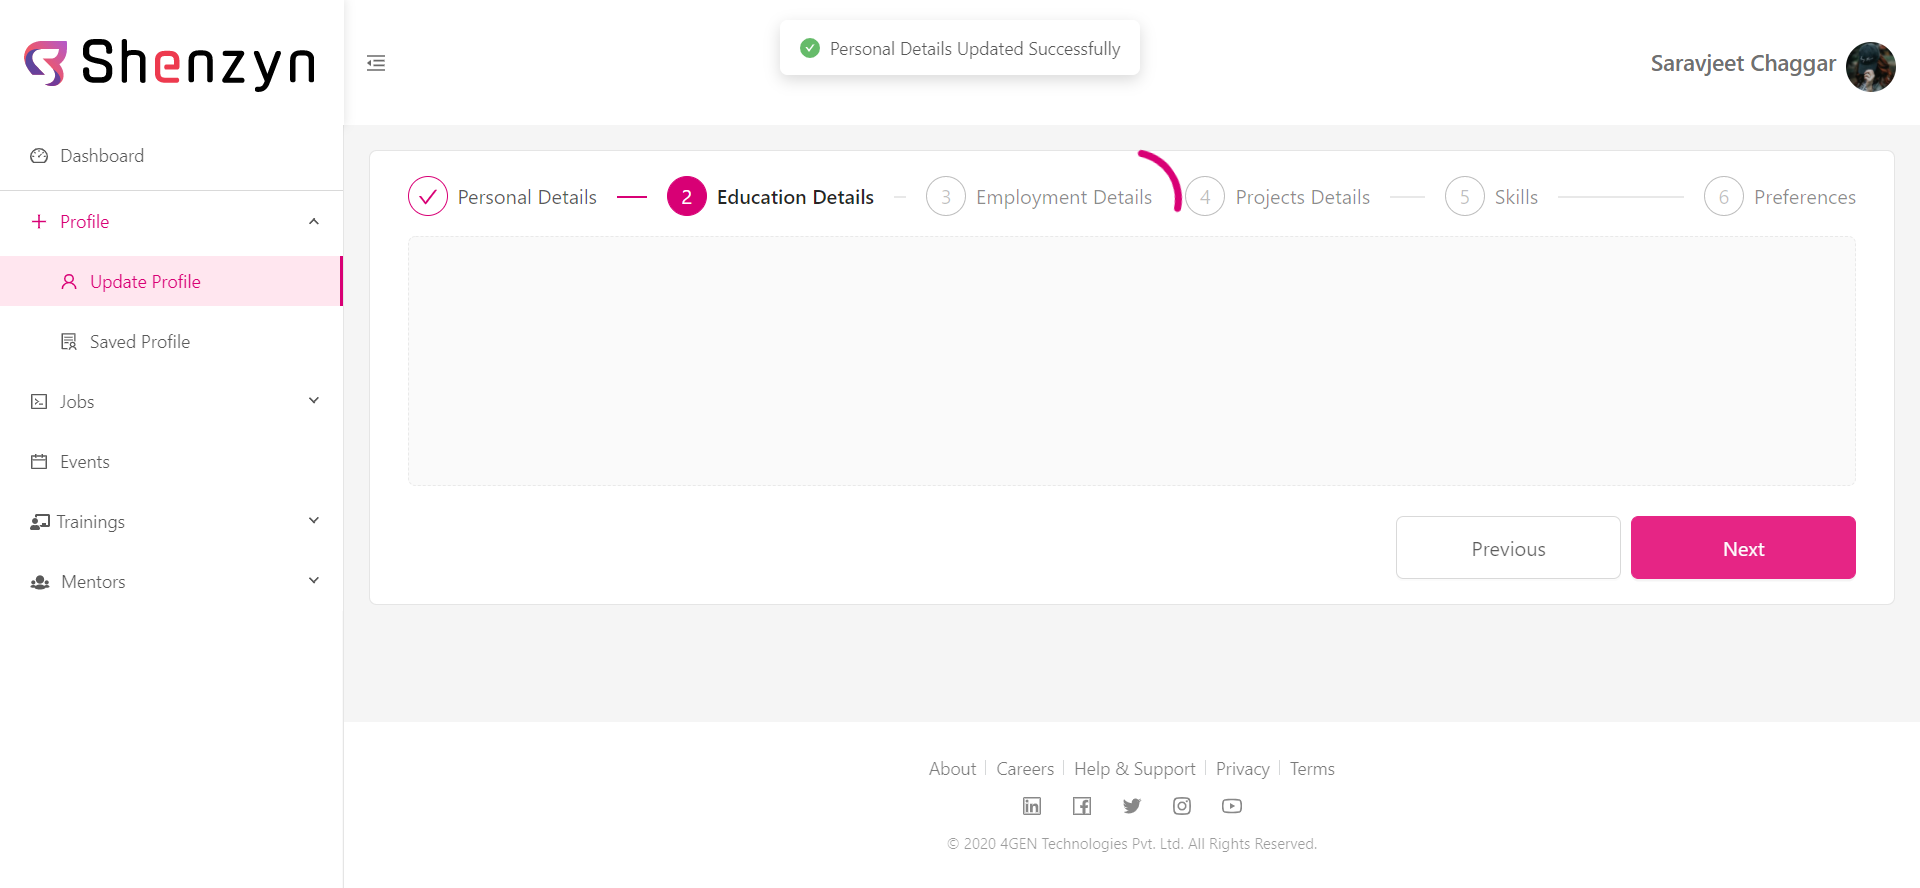 Shenzyn
Personal Details Updated Successfully
Saravjeet Chaggar
Dashboard
Profile
Update Profile
Saved Profile
Jobs
Events
Trainings
Mentors
Personal Details
2 Education Details
3 Employment Details
4 Projects Details
5 Skills
6 Preferences
Previous
Next
About Careers Help & Support Privacy Terms
© 2020 4GEN Technologies Pvt. Ltd. All Rights Reserved.